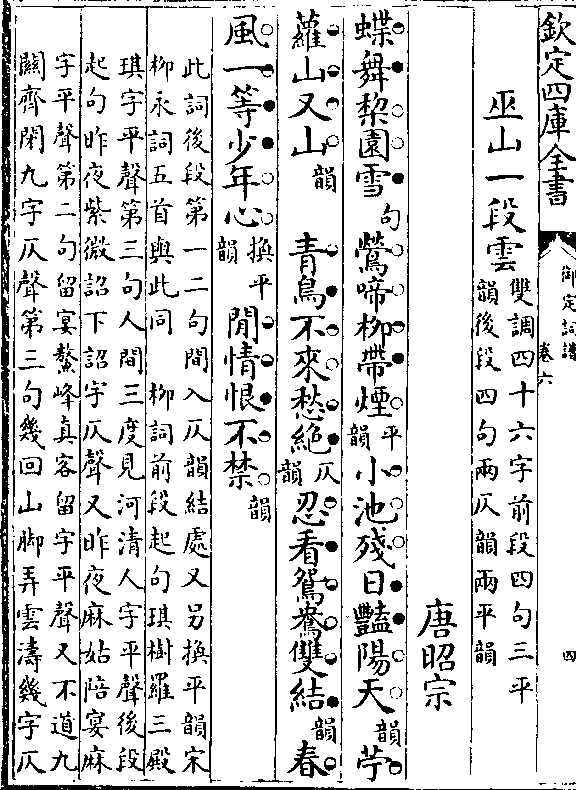 欽定四庫全書
御定詞譜
卷六
四
巫山一段雲
雙調四十六字前段四句三平
韻後段四句兩仄韻兩平韻
唐昭宗
蝶舞棃園雪句鶯啼柳帶煙平韻小池殘日豔陽天韻苧
蘿山又山韻青鳥不來愁絕仄韻忍看鴛鴦雙結韻春
風一等少年心換平韻閒情恨不禁韻
此詞後段第一二句間入仄韻結處又另換平韻宋
柳永詞五首與此同柳詞前段起句琪樹羅三殿
琪字平聲第三句人間三度見河清人字平聲後段
起句昨夜紫微詔下詔字仄聲又昨夜麻姑陪宴麻
字平聲第二句留宴鼇峰真客留字平聲又不道九
關齊閉九字仄聲第三句幾回山脚弄雲濤幾字仄